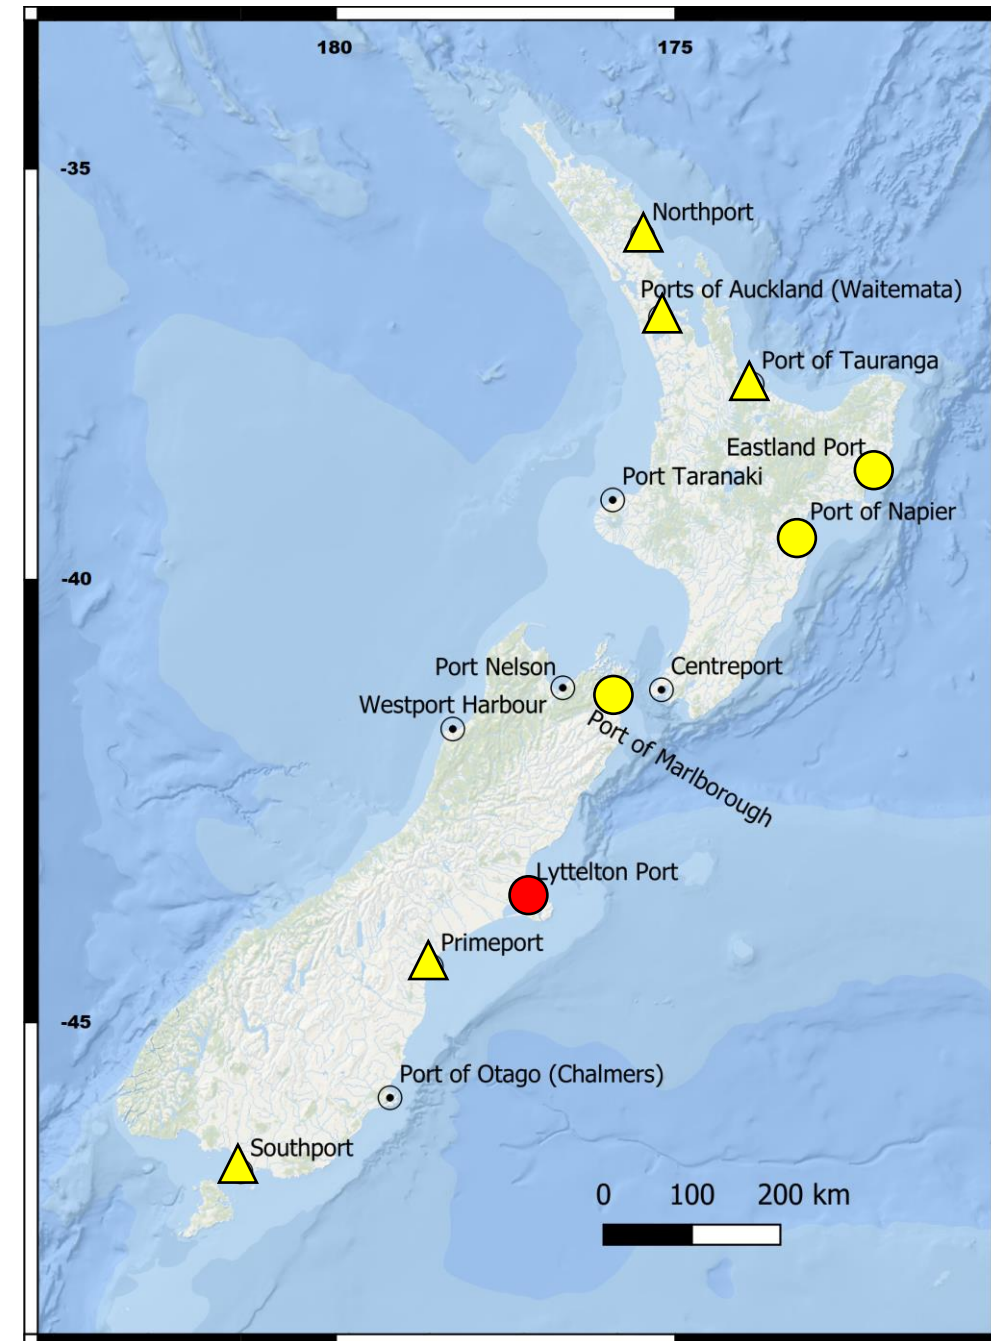 180 175
-35
Northport
Ports of Auckland (Waitemata)
Port of Tauranga
Eastland Port
Port Taranaki
Port of Napier
-40
Port Nelson
Centreport
Westport Harbour
Port of Marlborough
Lyttelton Port
Primeport
-45
Port of Otago (Chalmers)
Southport
0 100 200 km